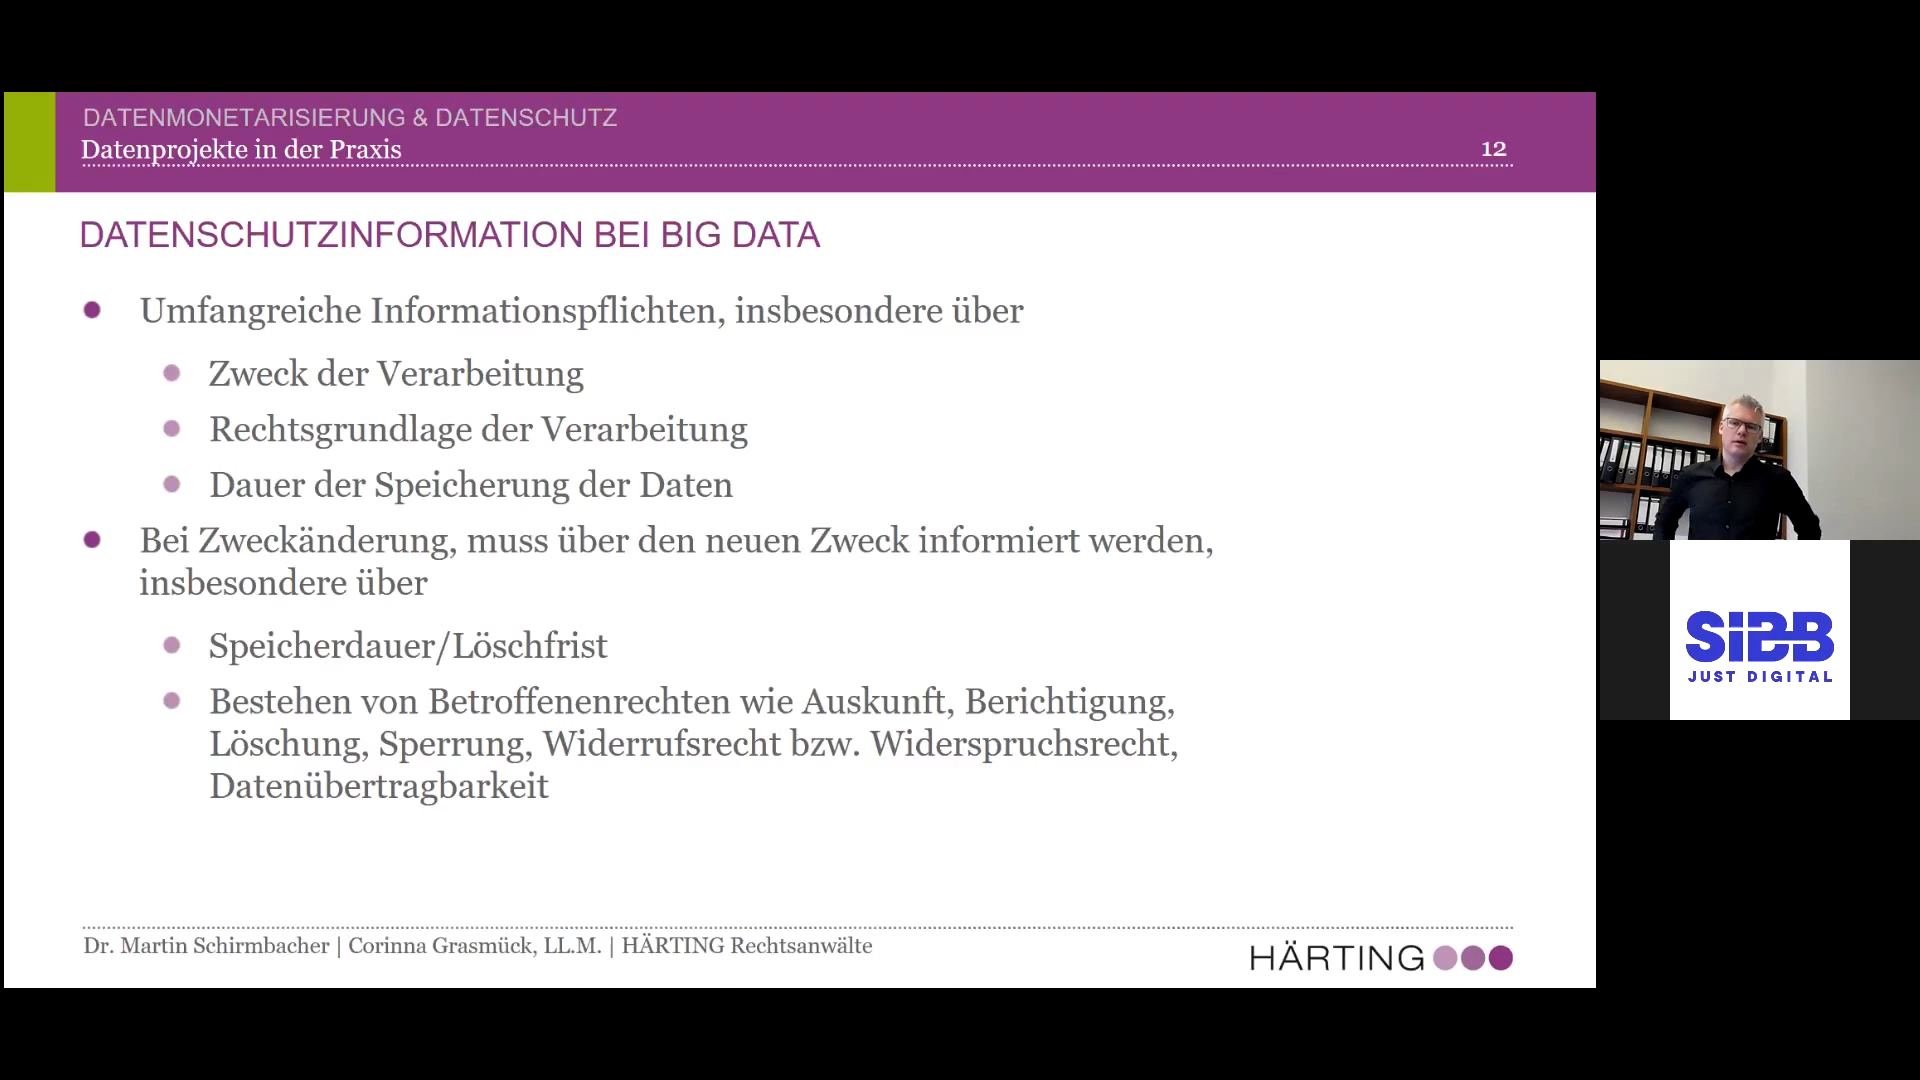 DATENMONETARISIERUNG & DATENSCHUTZ
Datenprojekte in der Praxis
12
DATENSCHUTZINFORMATION BEI BIG DATA
Umfangreiche Informationspflichten, insbesondere über
Zweck der Verarbeitung
Rechtsgrundlage der Verarbeitung
Dauer der Speicherung der Daten
Bei Zweckänderung, muss über den neuen Zweck informiert werden,
insbesondere über
Speicherdauer/Löschfrist
Bestehen von Betroffenenrechten wie Auskunft, Berichtigung,
Löschung, Sperrung, Widerrufsrecht bzw. Widerspruchsrecht,
Datenübertragbarkeit
Dr. Martin Schirmbacher | Corinna Grasmück, LL.M. | HÄRTING Rechtsanwälte
HÄRTING
SIBB
JUST DIGITAL